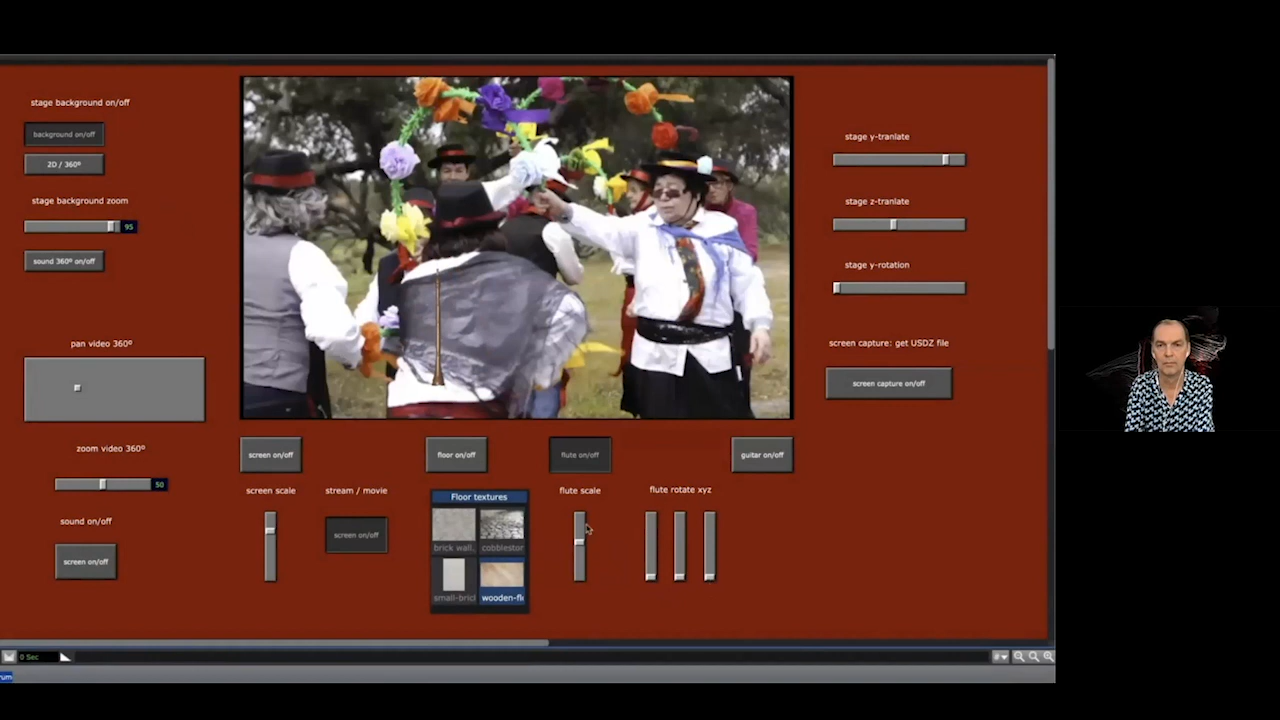 stage background on/off
background on/off
2D / 360º
stage background zoom
95
sound 360º on/off
pan video 360º
zoom video 360º
50
sound on/off
screen on/off
screen on/off
floor on/off
flute on/off
guitar on/off
screen scale
stream / movie
screen on/off
Floor textures
brick wall.
cobblestor
small-bricl
wooden-fl
flute scale
flute rotate xyz
stage y-tranlate
stage z-tranlate
stage y-rotation
screen capture: get USDZ file
screen capture on/off
0 Sec
rum